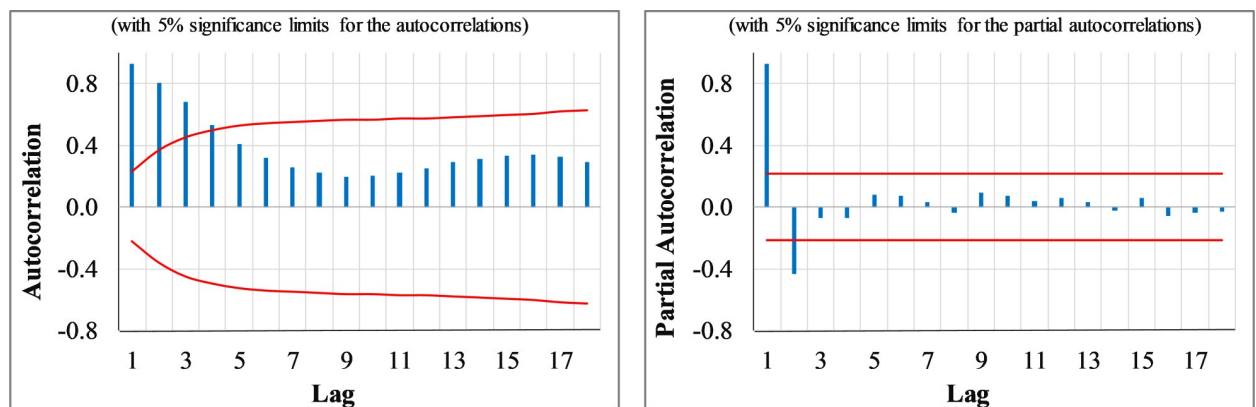 (with 5% significance limits for the autocorrelations)
Autocorrelation
0.8
0.4
0.0
-0.4
-0.8
1 3 5 7 9 11 13 15 17
Lag
(with 5% significance limits for the partial autocorrelations)
Partial Autocorrelation
0.8
0.4
0.0
-0.4
-0.8
1 3 5 7 9 11 13 15 17
Lag